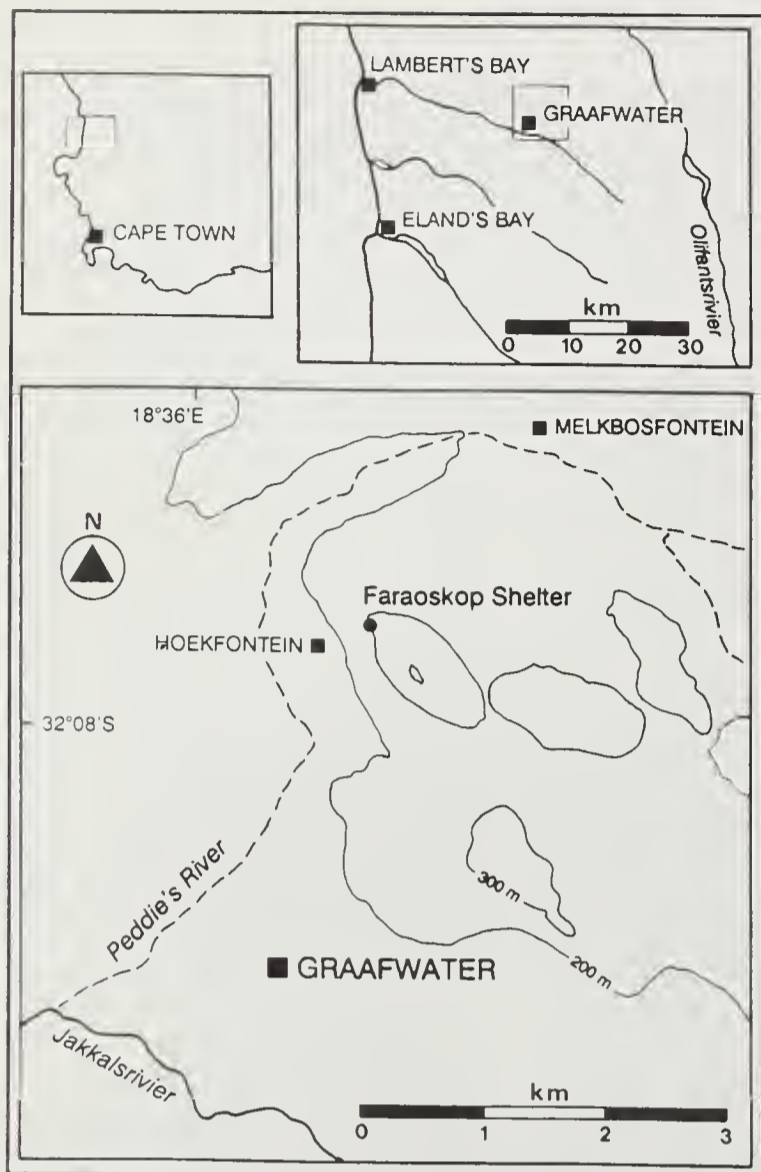 CAPE TOWN
LAMBERT'S BAY
GRAAFWATER
ELAND'S BAY
Olifantsrivier
km
0 10 20 30
18°36'E
MELKBOSFONTEIN
N
Faraoskop Shelter
HOEKFONTEIN
32°08'S
Peddie's River
300 m
GRAAFWATER
200 m
Jakkalsrivier
km
0 1 2 3